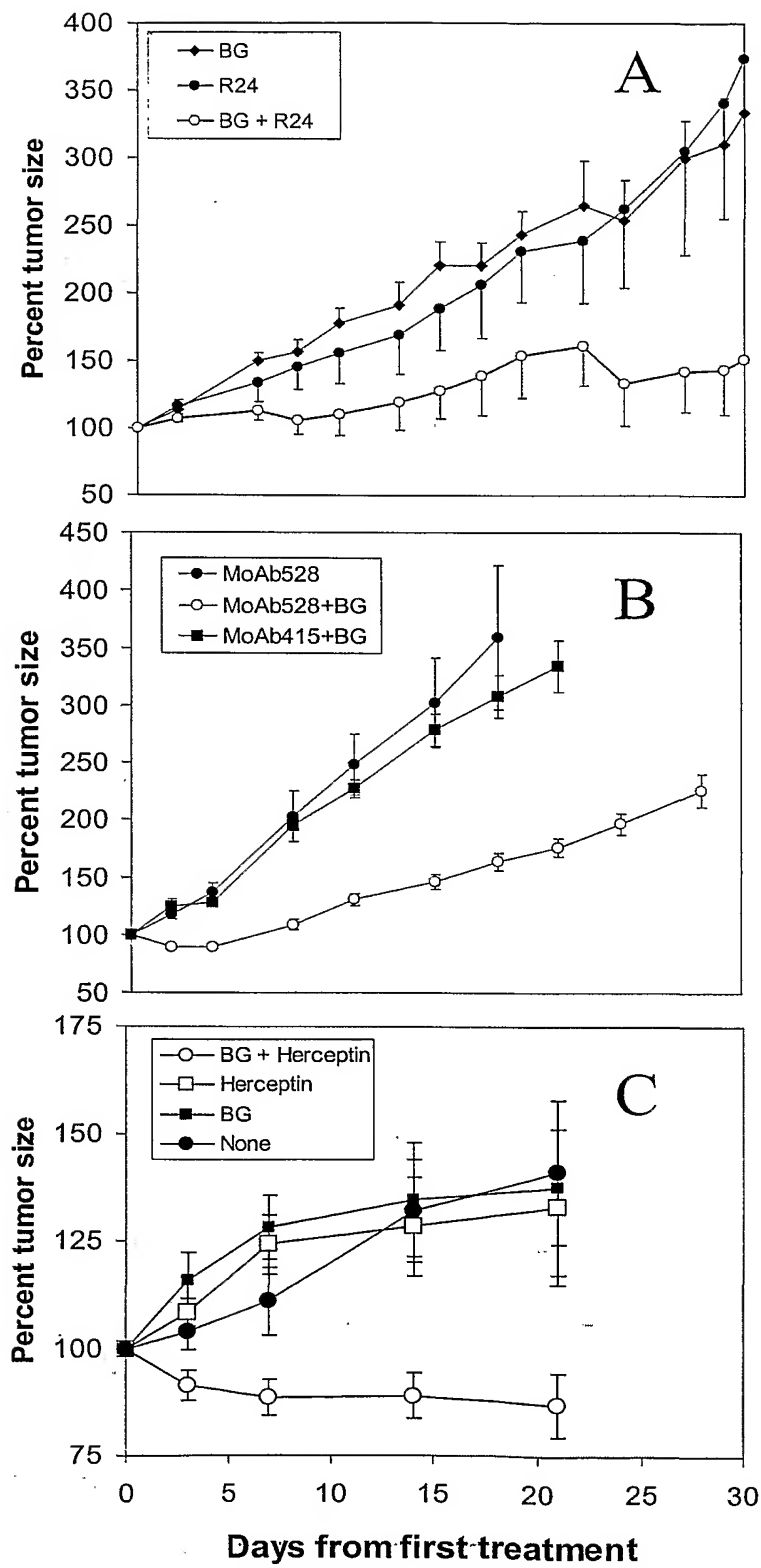 400
350
300
250
200
150
100
50
Percent tumor size
BG
R24
BG + R24
A
450
400
350
300
250
200
150
100
50
Percent tumor size
MoAb528
MoAb528+BG
MoAb415+BG
B
175
150
125
100
75
Percent tumor size
BG + Herceptin
Herceptin
BG
None
C
0 5 10 15 20 25 30
Days from first treatment